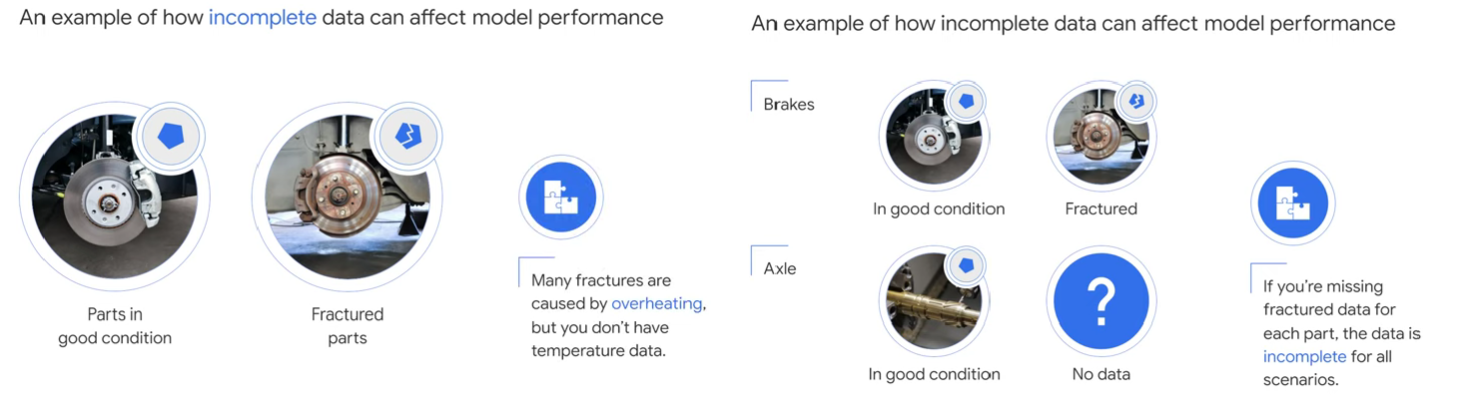 An example of how incomplete data can affect model performance
Parts in
good condition
Fractured
parts
Many fractures are
caused by overheating,
but you don't have
temperature data.
An example of how incomplete data can affect model performance
Brakes
In good condition
Fractured
Axle
In good condition
?
No data
If you're missing
fractured data for
each part, the data is
incomplete for all
scenarios.